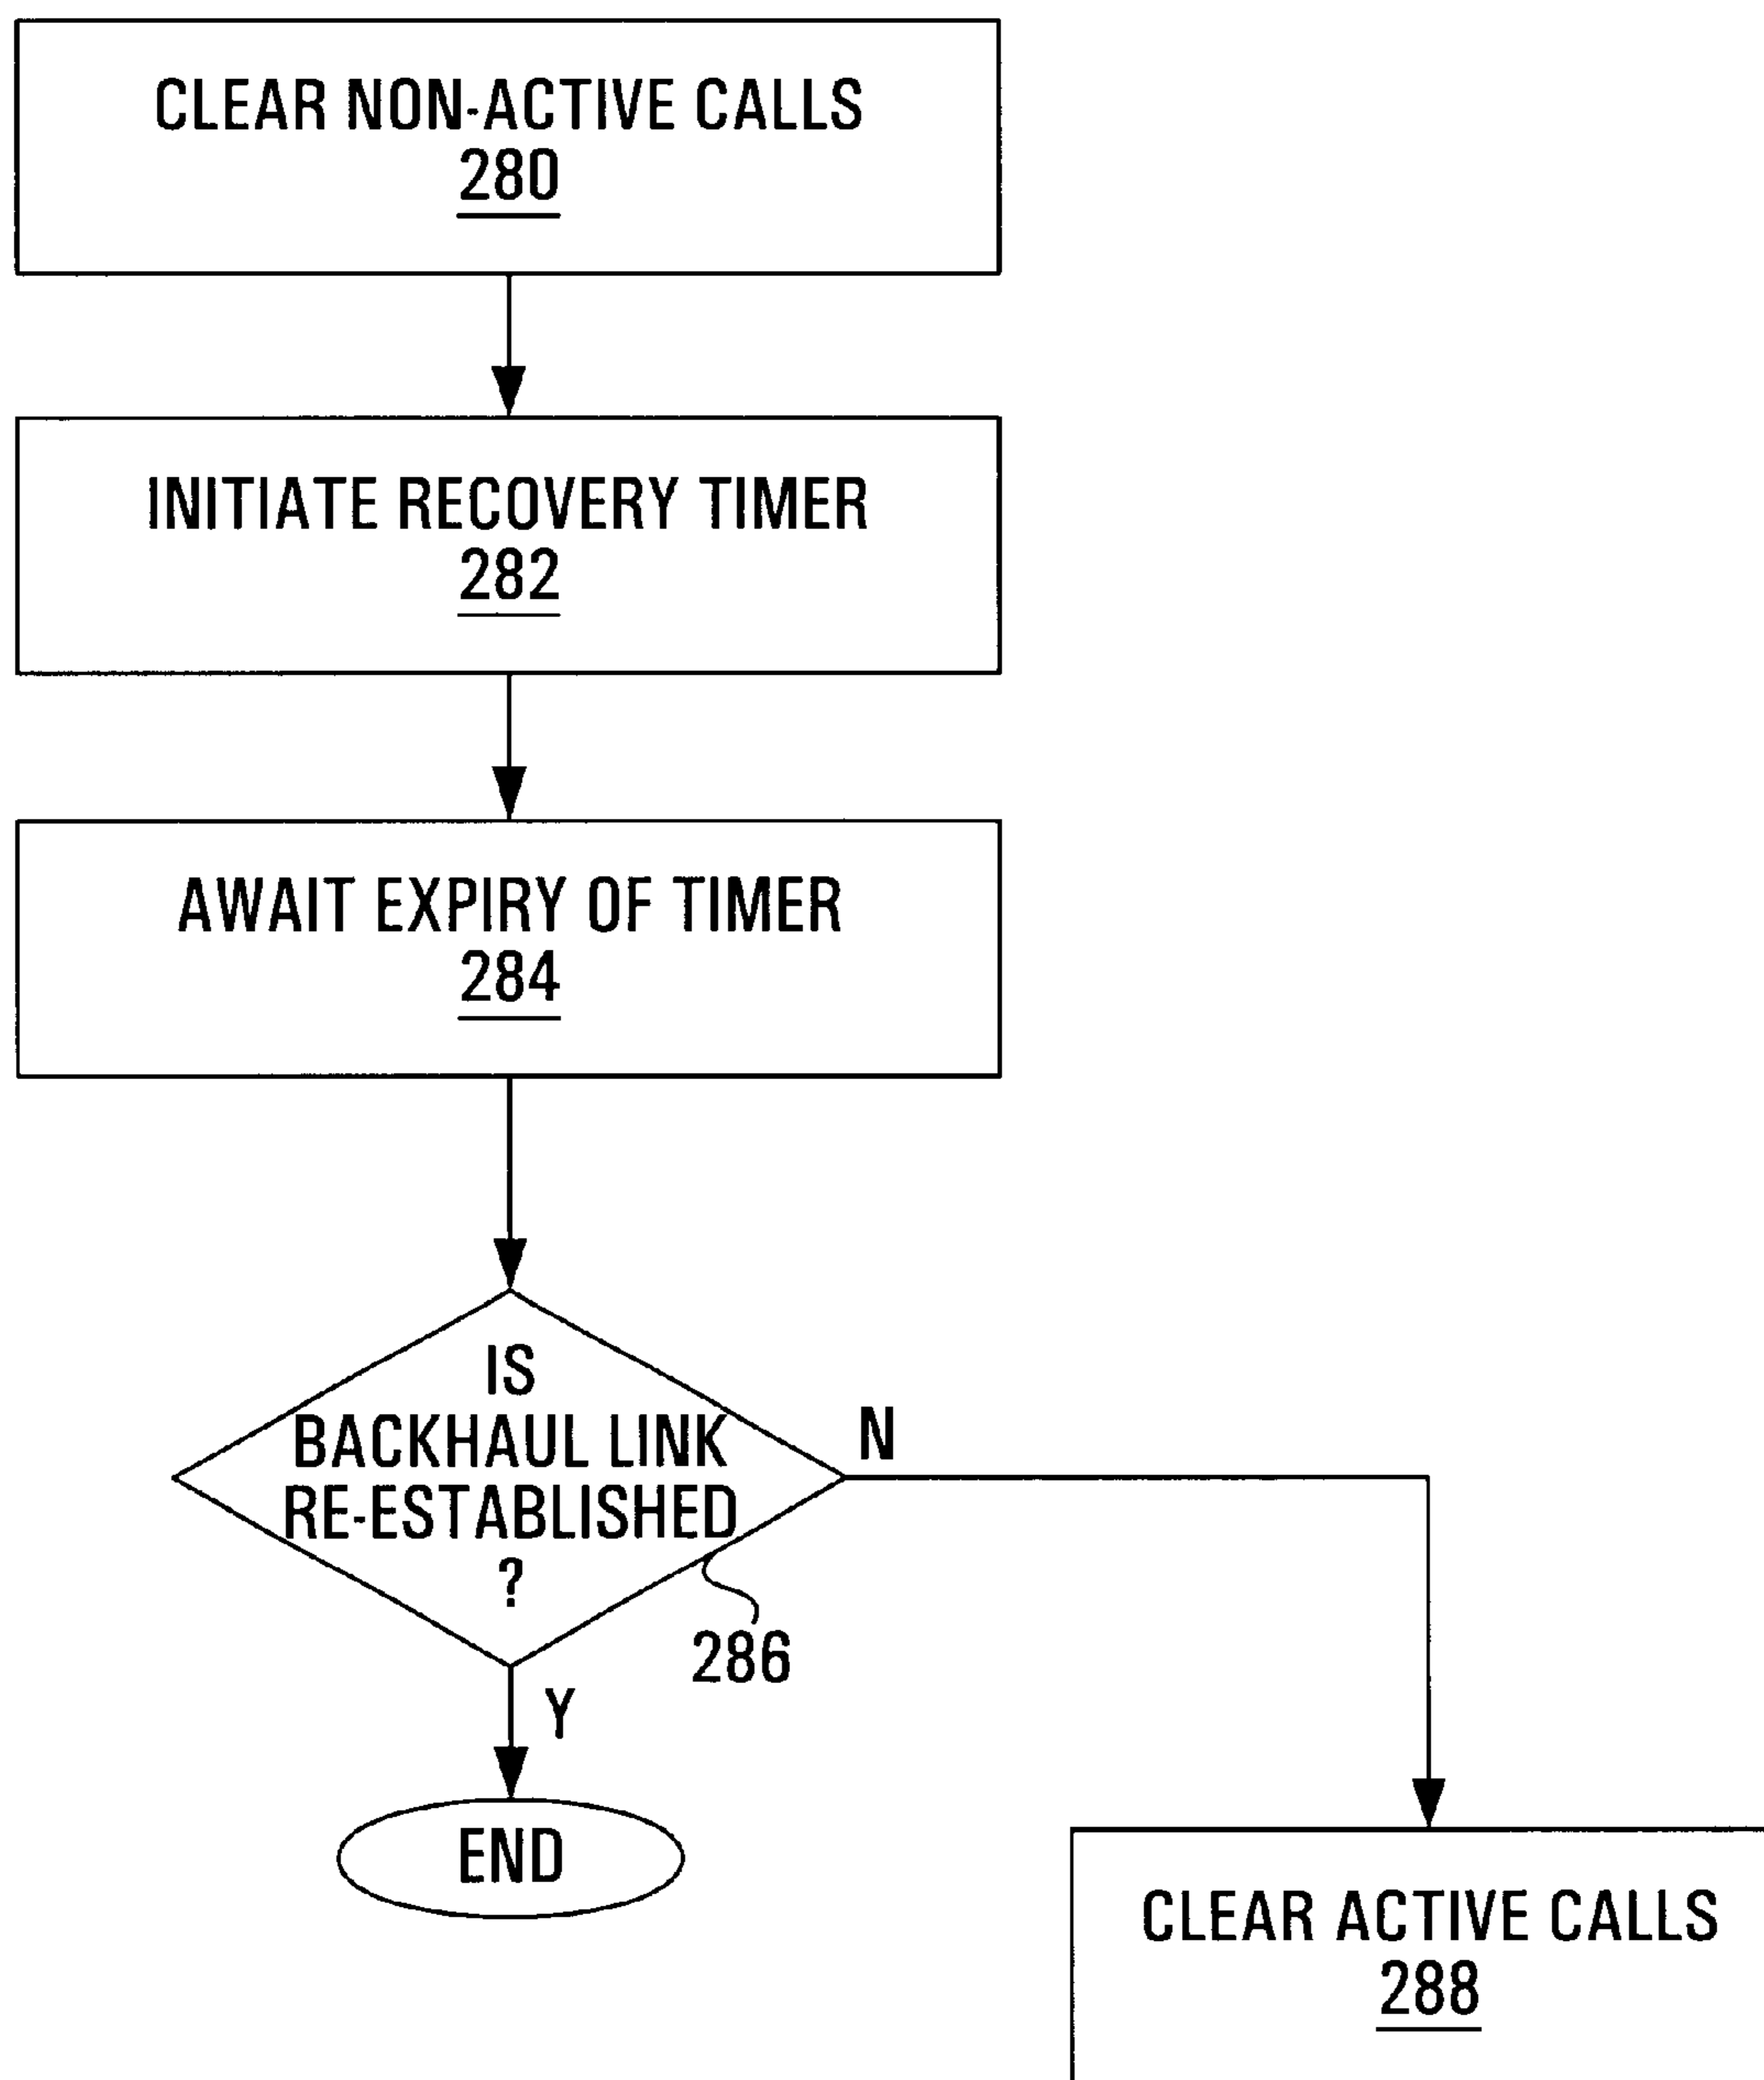 CLEAR NON-ACTIVE CALLS
280
INITIATE RECOVERY TIMER
282
AWAIT EXPIRY OF TIMER
284
IS
BACKHAUL LINK
RE-ESTABLISHED
?
N
286
Y
END
CLEAR ACTIVE CALLS
288